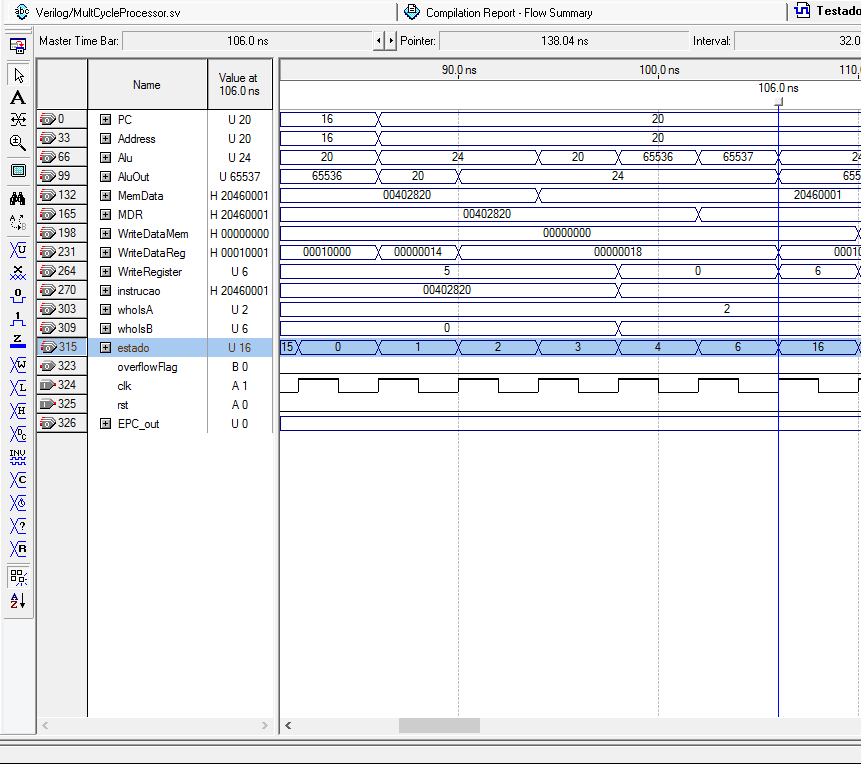 Verilog/MultCycleProcessor.sv
Compilation Report - Flow Summary
Testado
Master Time Bar: 106.0 ns
Pointer: 138.04 ns
Interval: 32.0
Name
Value at
106.0 ns
90.0 ns 100.0 ns 110.
106.0 ns
0 PC U 20 16 20
33 Address U 20 16 20
66 Alu U 24 20 24 20 65536 65537 24
99 AluOut U 65537 65536 20 24 655
132 MemData H 20460001 00402820 20460001
165 MDR H 20460001 00402820
198 WriteDataMem H 00000000 00000000
231 WriteDataReg H 00010001 00010000 00000014 00000018 00010
264 WriteRegister U 6 5 0 6
270 instrucao H 20460001 00402820
303 whoIsA U 2 2
309 whoIsB U 6 0
315 estado U 16 15 0 1 2 3 4 6 16
323 overflowFlag B 0
324 clk A 1
325 rst A 0
326 EPC_out U 0